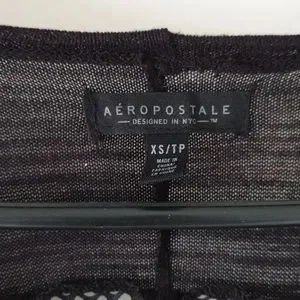 AÉROPOSTALE
— DESIGNED IN NYC — ™
XS/TP
MADE IN